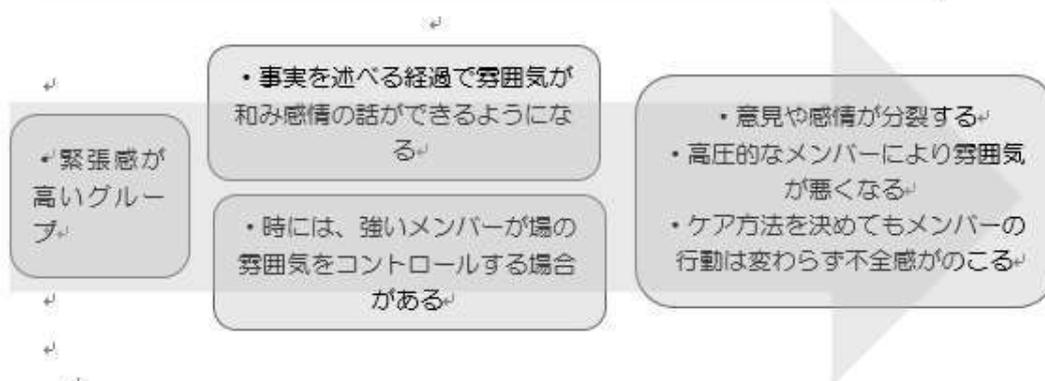 ・緊張感が
高いグルー
プ
・事実を述べる経過で雰囲気が
和み感情の話ができるようにな
る
・時には、強いメンバーが場の
雰囲気をコントロールする場合
がある
・意見や感情が分裂する
・高圧的なメンバーにより雰囲気
が悪くなる
・ケア方法を決めてもメンバーの
行動は変わらず不全感がのこる